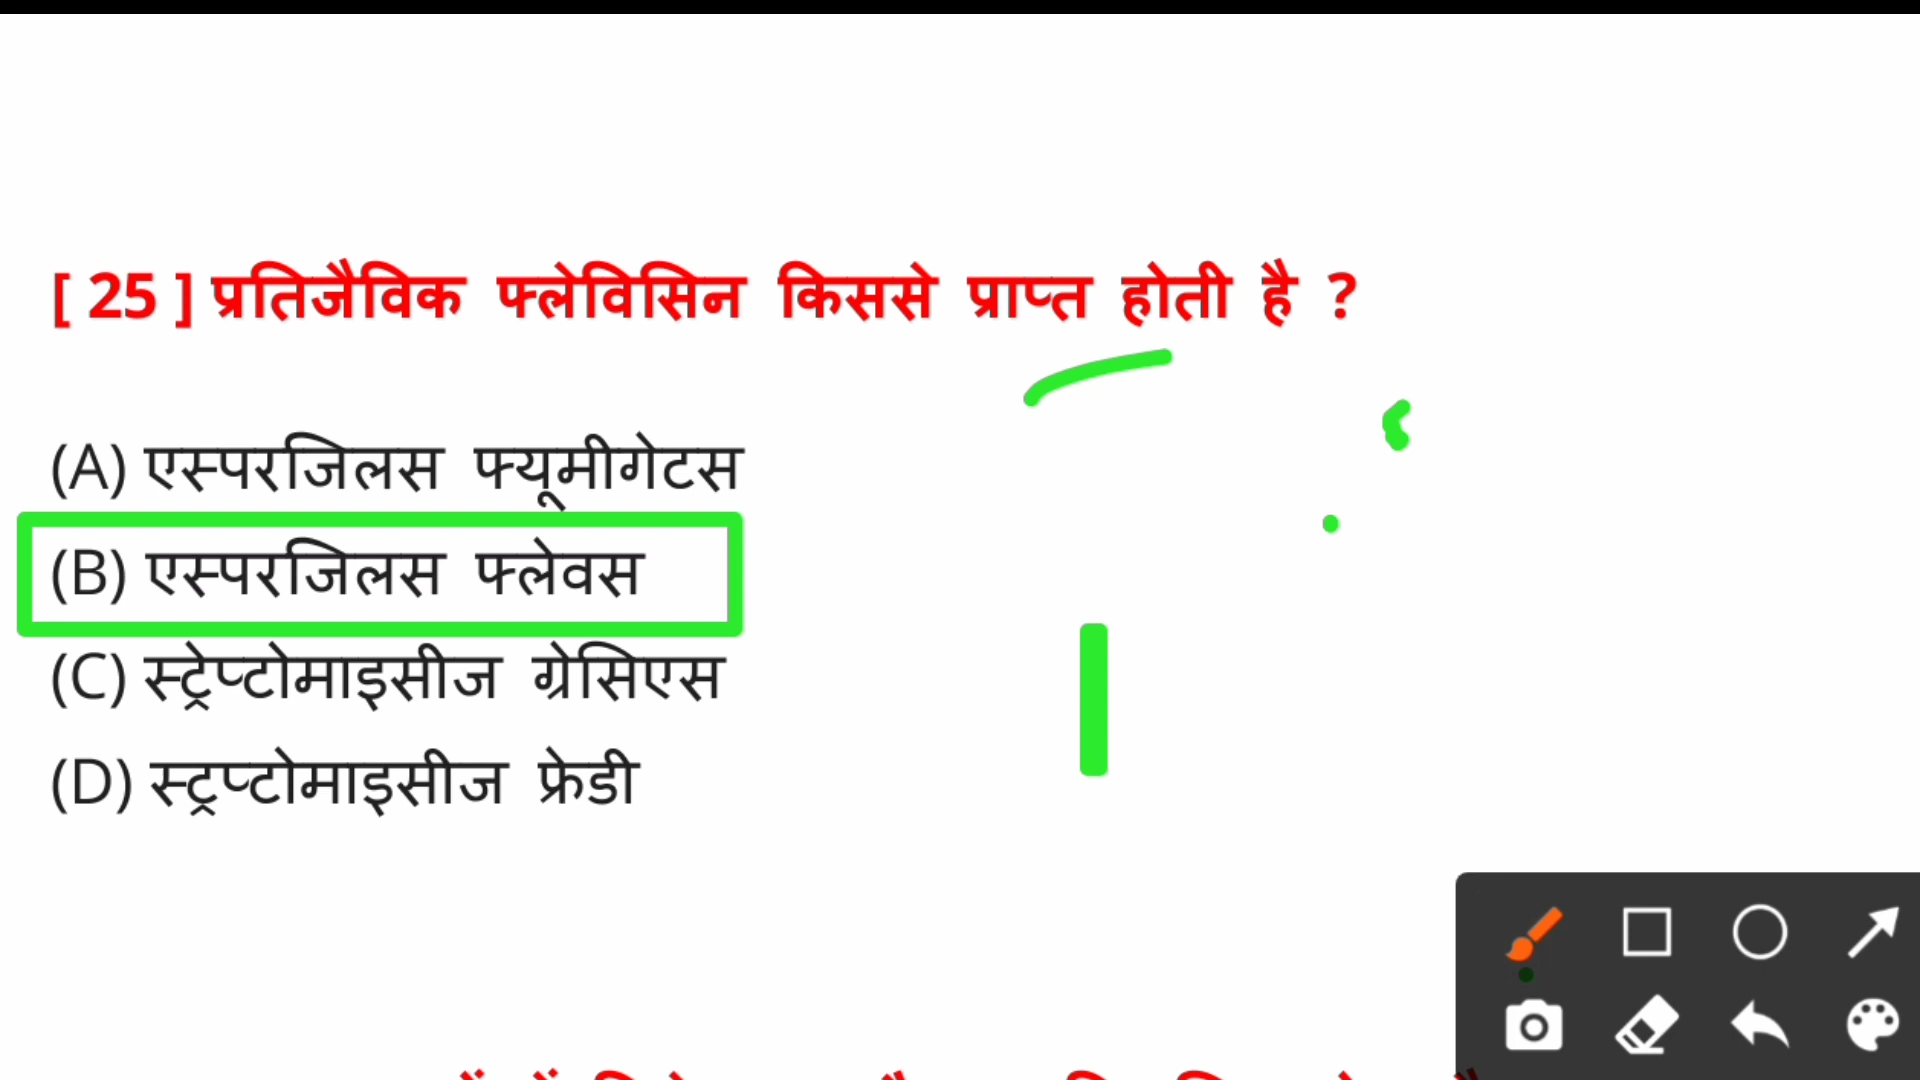 [ 25 ] प्रतिजैविक फ्लेविसिन किससे प्राप्त होती है ?
(A) एस्परजिलस फ्यूमीगेटस
(B) एस्परजिलस फ्लेवस
(C) स्ट्रेप्टोमाइसीज ग्रेसिएस
(D) स्ट्रप्टोमाइसीज फ्रेडी